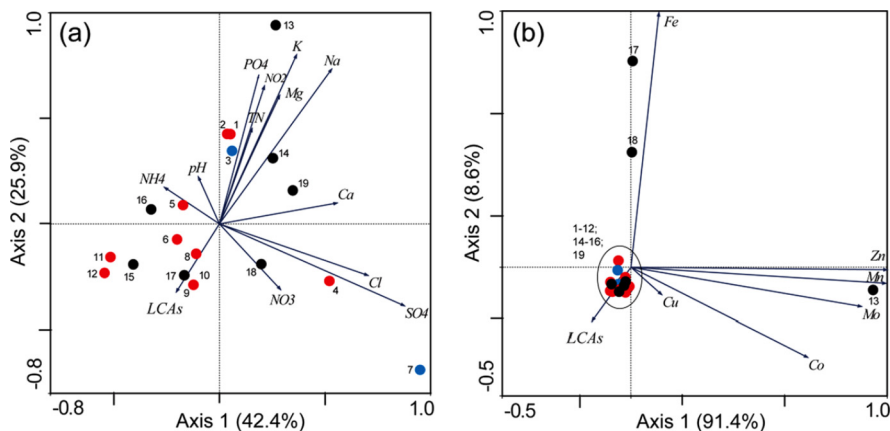 (a)
1.0
13
K
Na
PO4
NO2
Mg
TN
2 1
3
14
pH
NH4
5
19
Ca
16
6
8
11
12
15
17
10
9
18
4
Cl
LCAs
NO3
SO4
7
Axis 2 (25.9%)
-0.8
-0.8
1.0
Axis 1 (42.4%)
(b)
1.0
Fe
17
18
1-12;
14-16;
19
Zn
Mn
13
Mo
Cu
LCAs
Co
Axis 2 (8.6%)
-0.5
-0.5
1.0
Axis 1 (91.4%)